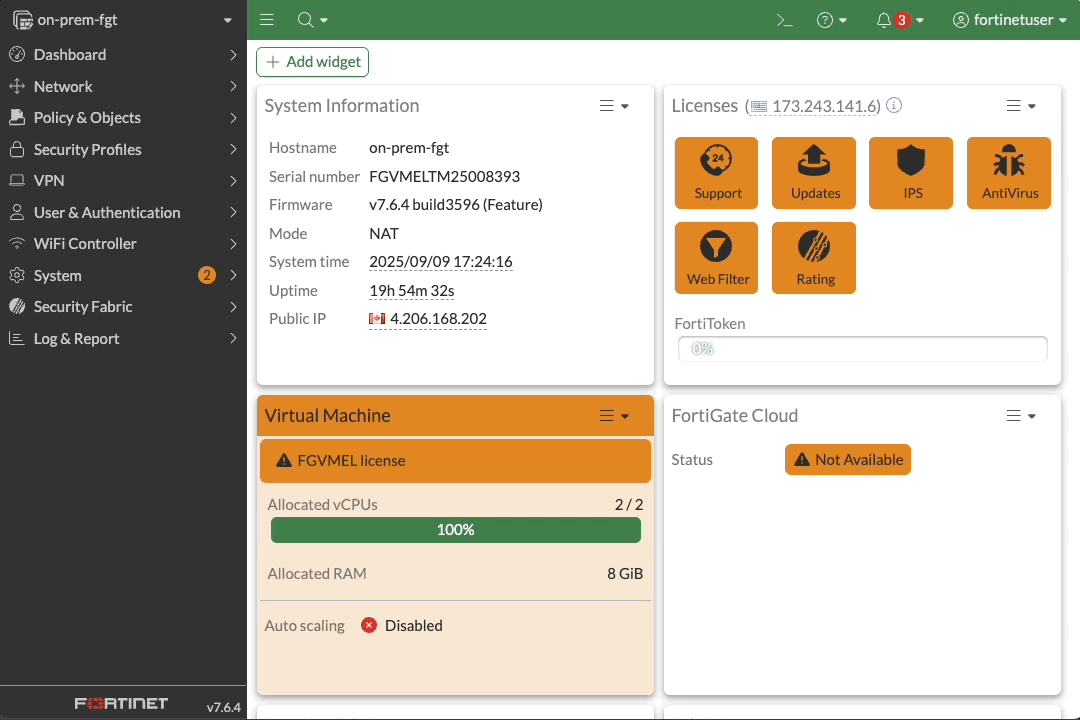 on-prem-fgt
3
fortinetuser
Dashboard
Network
Policy & Objects
Security Profiles
VPN
User & Authentication
WiFi Controller
System 2
Security Fabric
Log & Report
FORTINET v7.6.4
Add widget
System Information
Hostname on-prem-fgt
Serial number FGVMELTM25008393
Firmware v7.6.4 build3596 (Feature)
Mode NAT
System time 2025/09/09 17:24:16
Uptime 19h 54m 32s
Public IP 4.206.168.202
Licenses (173.243.141.6)
24
Support Updates IPS AntiVirus
Web Filter Rating
FortiToken
0%
Virtual Machine
FGVMEL license
Allocated vCPUs 2 / 2
100%
Allocated RAM 8 GiB
Auto scaling Disabled
FortiGate Cloud
Status Not Available